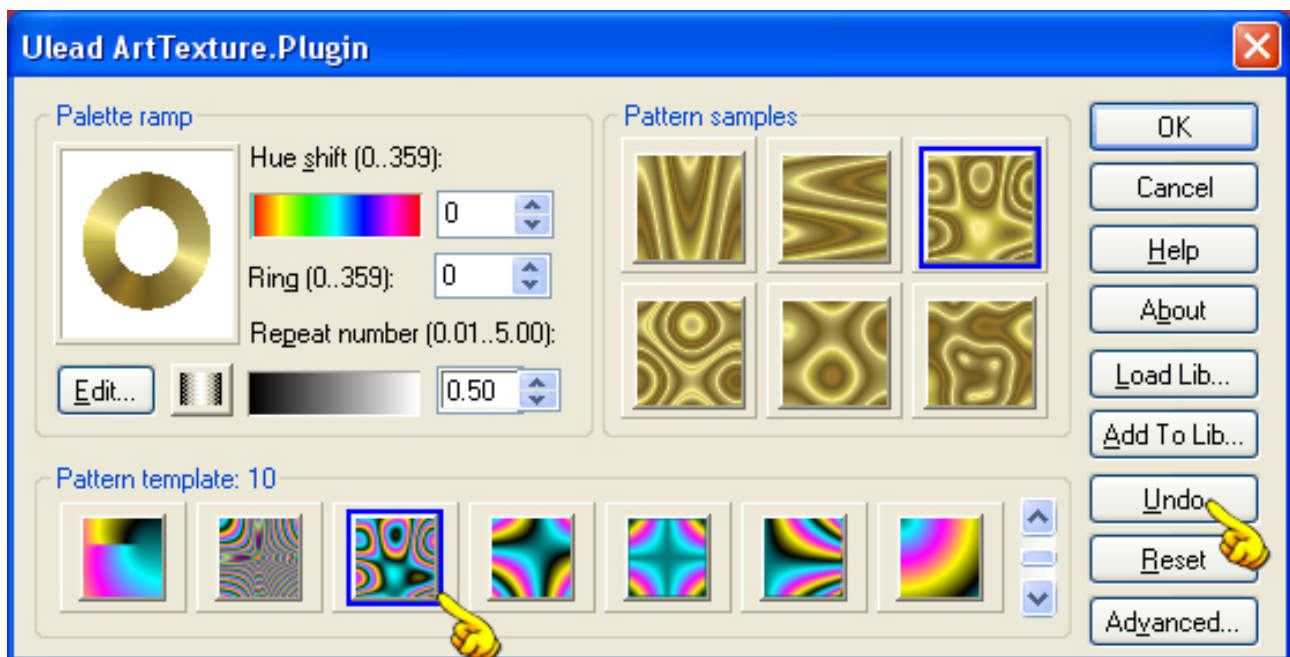 Ulead ArtTexture.Plugin
Palette ramp
Hue shift (0..359):
0
Ring (0..359):
0
Repeat number (0.01..5.00):
Edit...
0.50
Pattern samples
OK
Cancel
Help
About
Load Lib...
Add To Lib...
Undo
Reset
Advanced...
Pattern template: 10